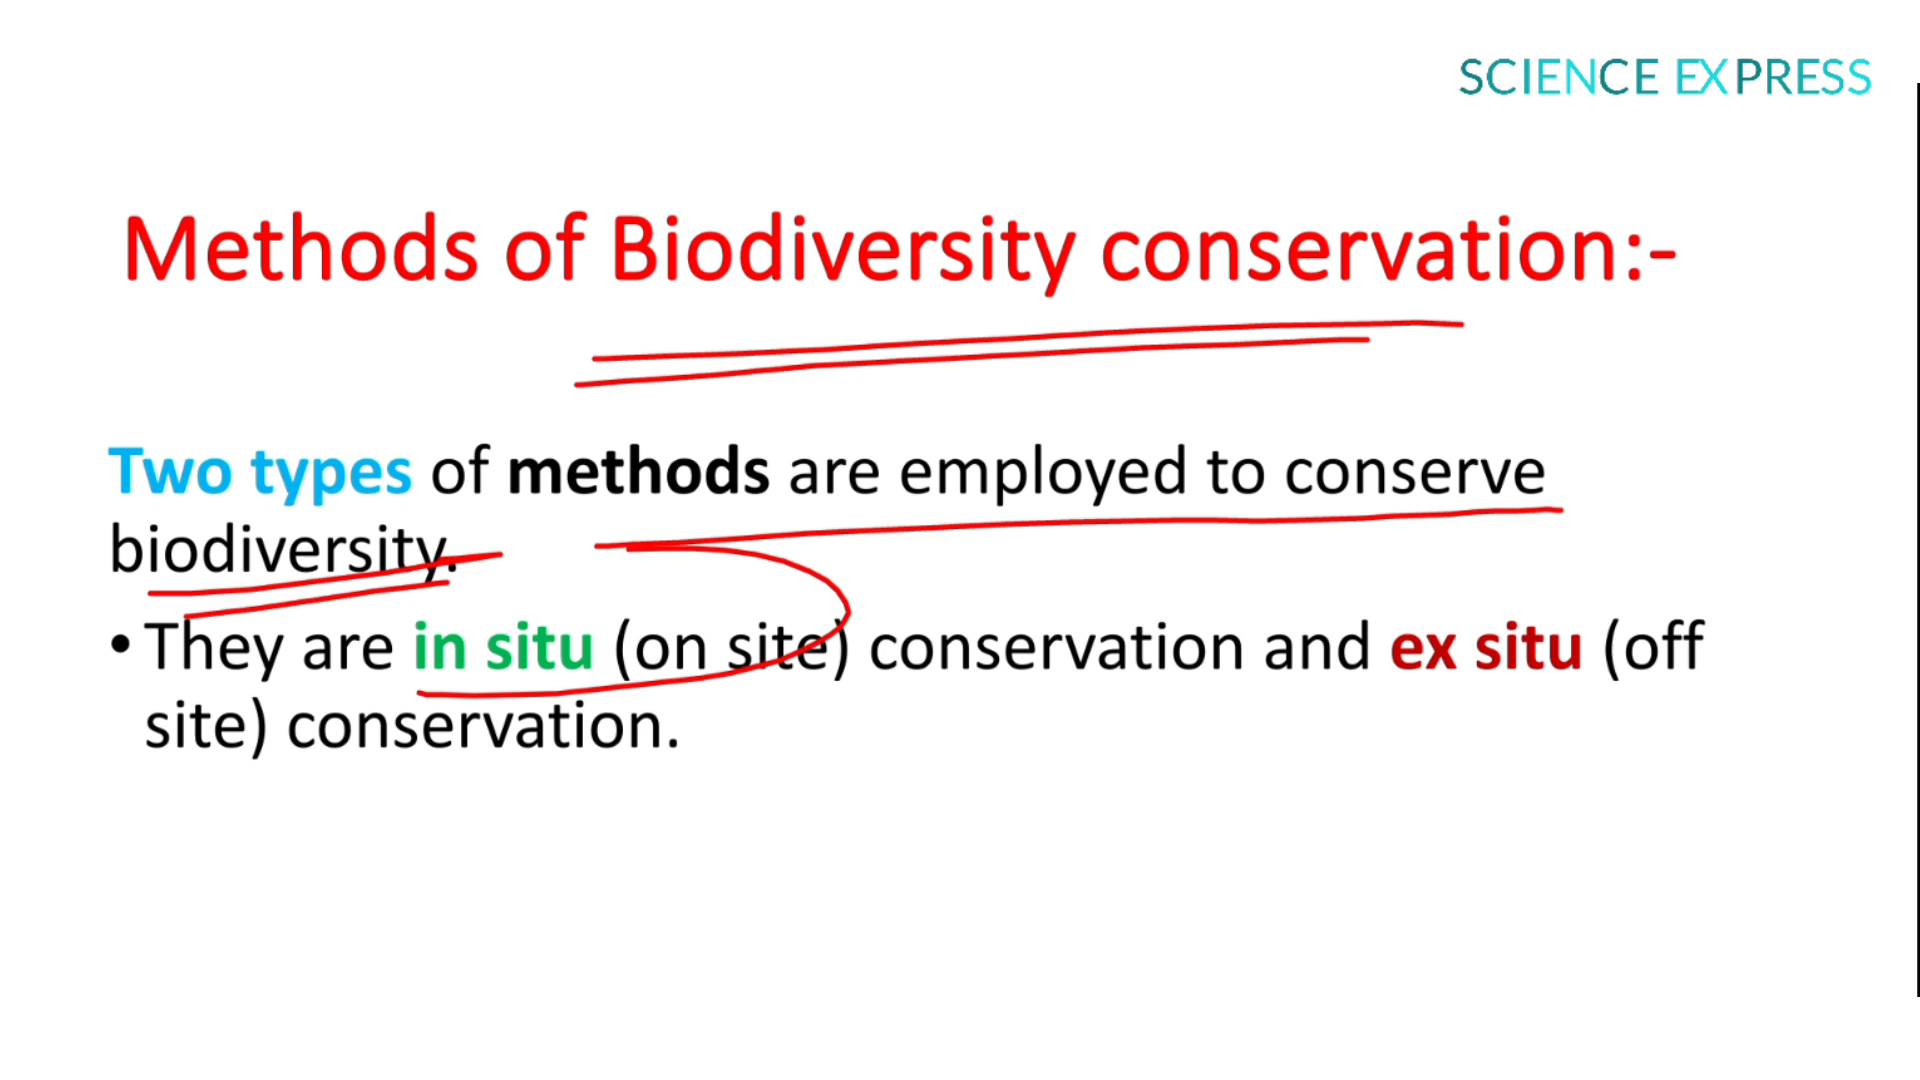 SCIENCE EXPRESS
Methods of Biodiversity conservation:-
Two types of methods are employed to conserve
biodiversity.
• They are in situ (on site) conservation and ex situ (off
site) conservation.